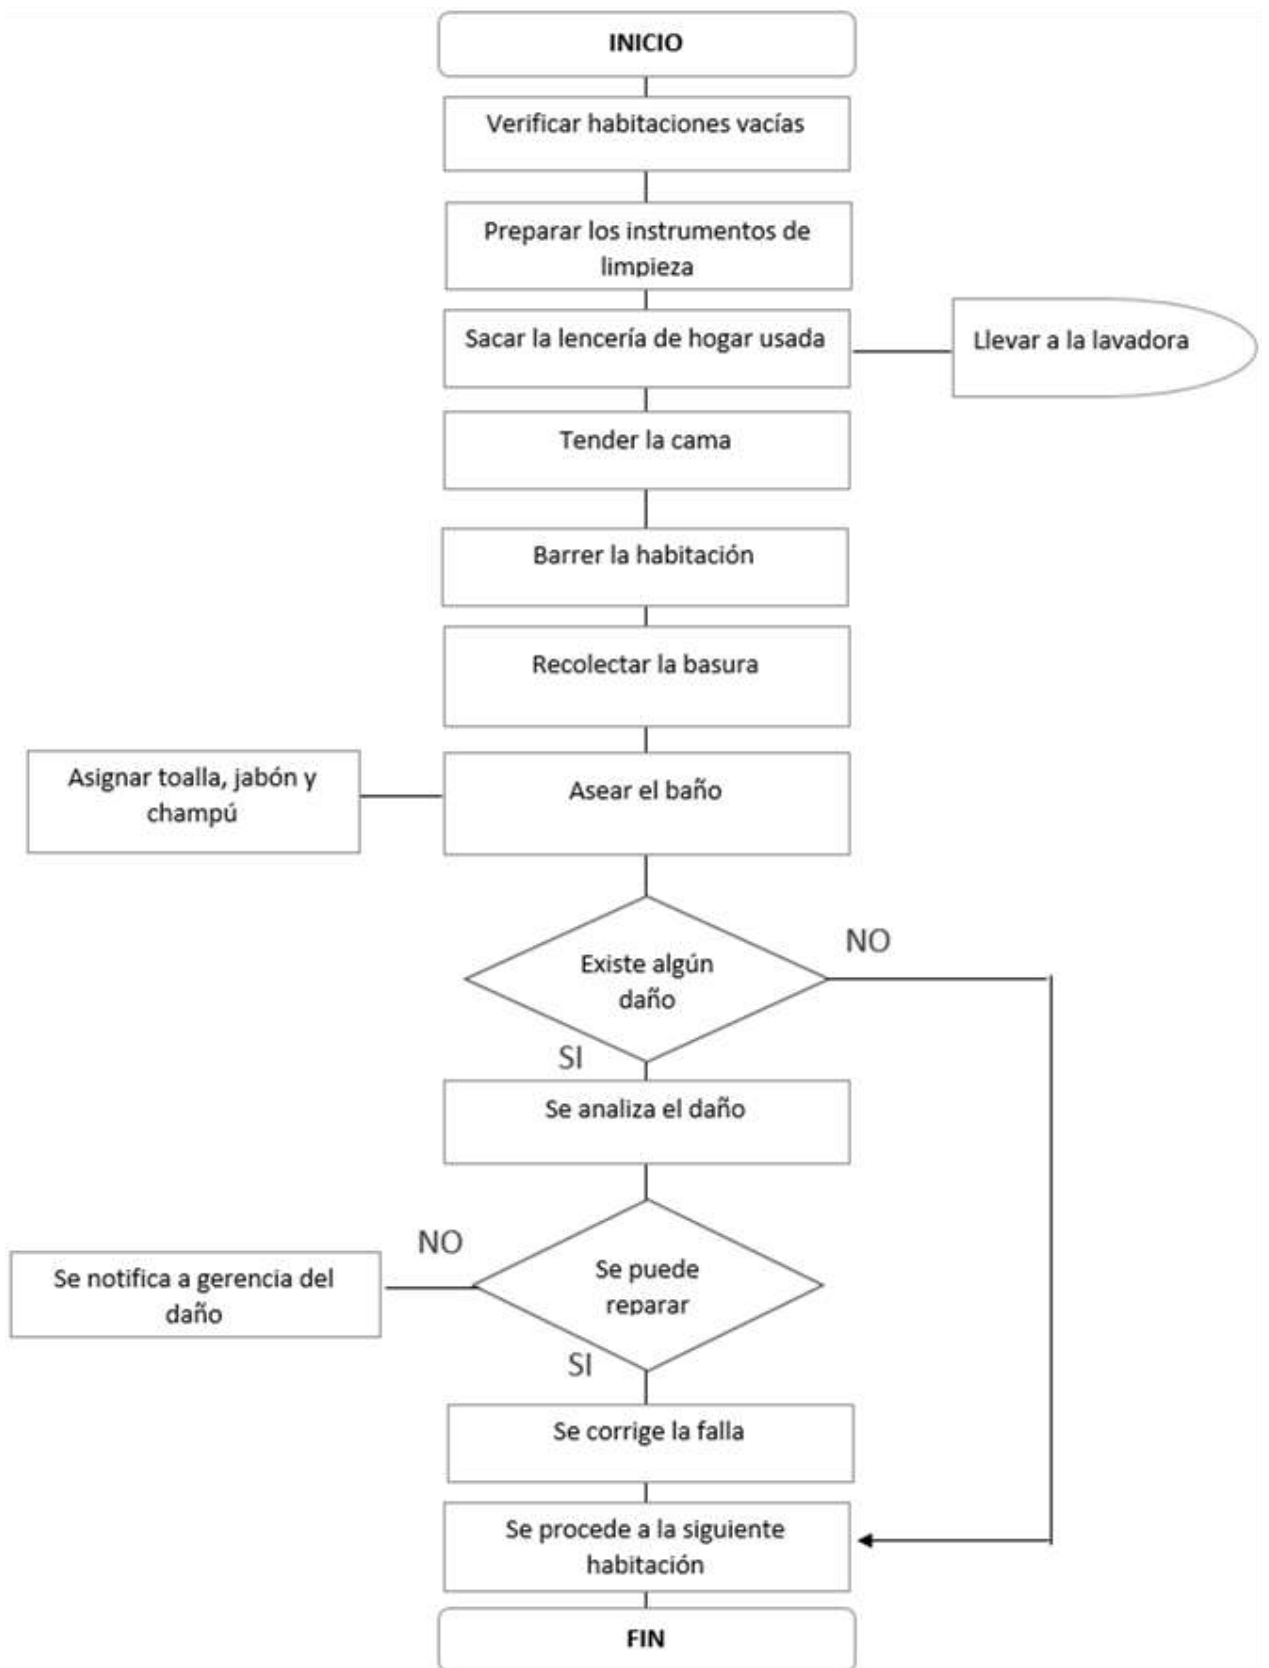 INICIO
Verificar habitaciones vacías
Preparar los instrumentos de
limpieza
Sacar la lencería de hogar usada
Llevar a la lavadora
Tender la cama
Barrer la habitación
Recolectar la basura
Asignar toalla, jabón y
champú
Asear el baño
Existe algún
daño
NO
SI
Se analiza el daño
NO
Se notifica a gerencia del
daño
Se puede
reparar
SI
Se corrige la falla
Se procede a la siguiente
habitación
FIN